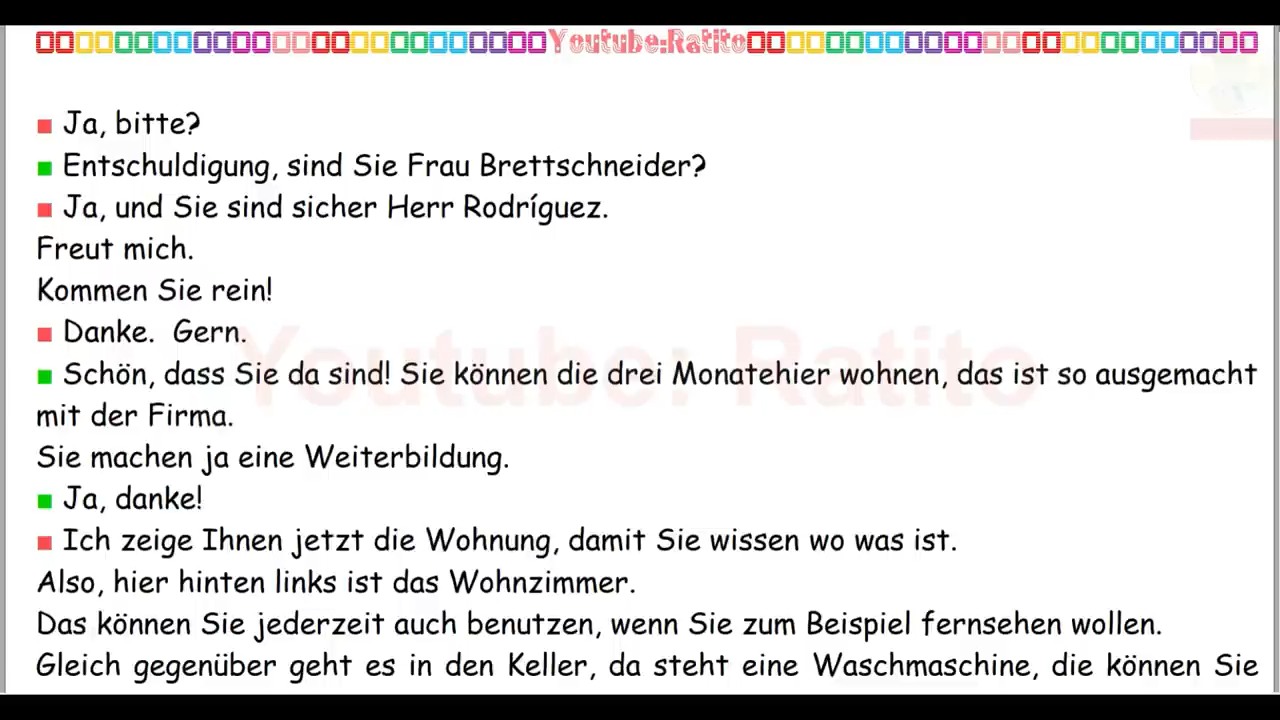 Youtube:Ratito
Ja, bitte?
Entschuldigung, sind Sie Frau Brettschneider?
Ja, und Sie sind sicher Herr Rodríguez.
Freut mich.
Kommen Sie rein!
Danke. Gern.
Youtube: Ratito
Schön, dass Sie da sind! Sie können die drei Monatehier wohnen, das ist so ausgemacht
mit der Firma.
Sie machen ja eine Weiterbildung.
Ja, danke!
Ich zeige Ihnen jetzt die Wohnung, damit Sie wissen wo was ist.
Also, hier hinten links ist das Wohnzimmer.
Das können Sie jederzeit auch benutzen, wenn Sie zum Beispiel fernsehen wollen.
Gleich gegenüber geht es in den Keller, da steht eine Waschmaschine, die können Sie